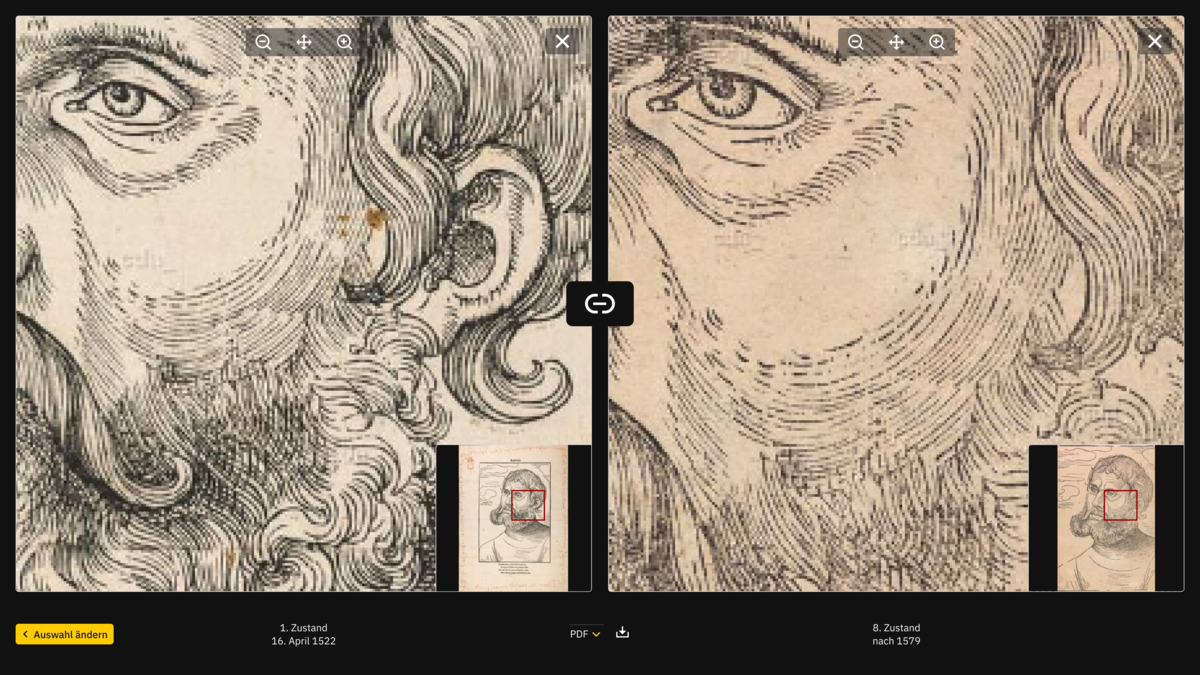 Auswahl ändern
1. Zustand
16. April 1522
PDF
8. Zustand
nach 1579